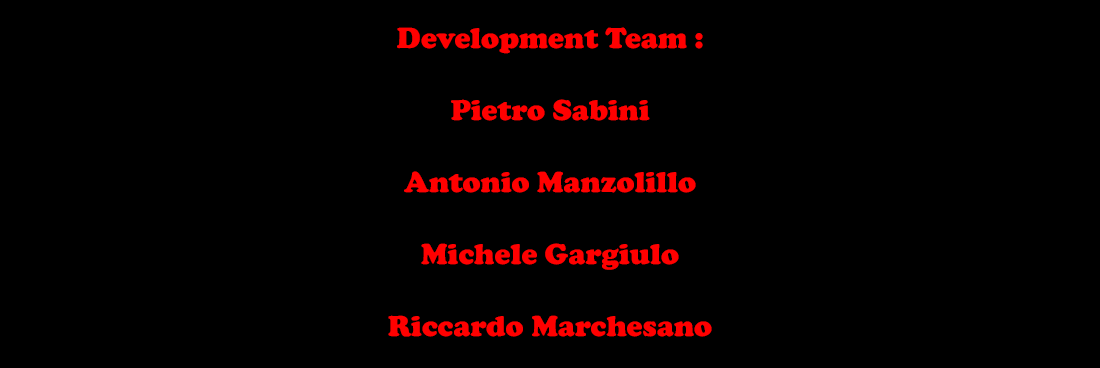 Development Team :
Pietro Sabini
Antonio Manzolillo
Michele Gargiulo
Riccardo Marchesano